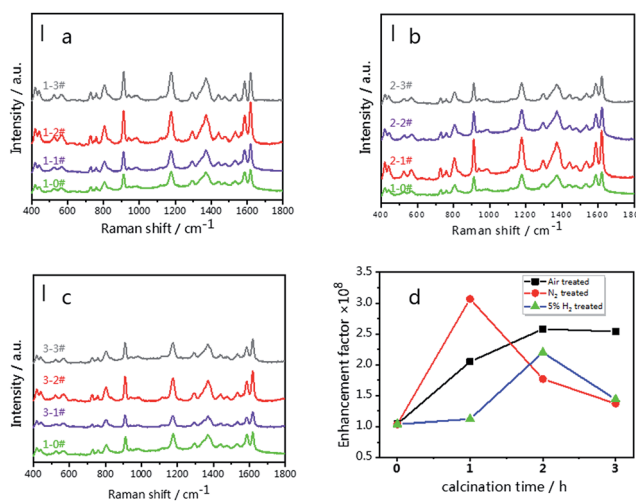 a
1-3#
1-2#
1-1#
1-0#
Intensity / a.u.
400 600 800 1000 1200 1400 1600 1800
Raman shift / cm-1
b
2-3#
2-2#
2-1#
1-0#
Intensity / a.u.
400 600 800 1000 1200 1400 1600 1800
Raman shift / cm-1
c
3-3#
3-2#
3-1#
1-0#
Intensity / a.u.
400 600 800 1000 1200 1400 1600 1800
Raman shift / cm-1
d
Air treated
N2 treated
5% H2 treated
Enhancement factor ×10^8
3.5
3.0
2.5
2.0
1.5
1.0
0.5
0 1 2 3
calcination time / h